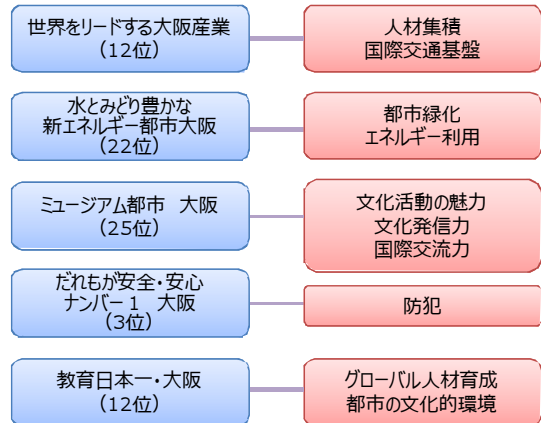 世界をリードする大阪産業
（12位）
人材集積
国際交通基盤
水とみどり豊かな
新エネルギー都市大阪
（22位）
都市緑化
エネルギー利用
ミュージアム都市　大阪
（25位）
文化活動の魅力
文化発信力
国際交流力
だれもが安全・安心
ナンバー１　大阪
（3位）
防犯
教育日本一・大阪
（12位）
グローバル人材育成
都市の文化的環境